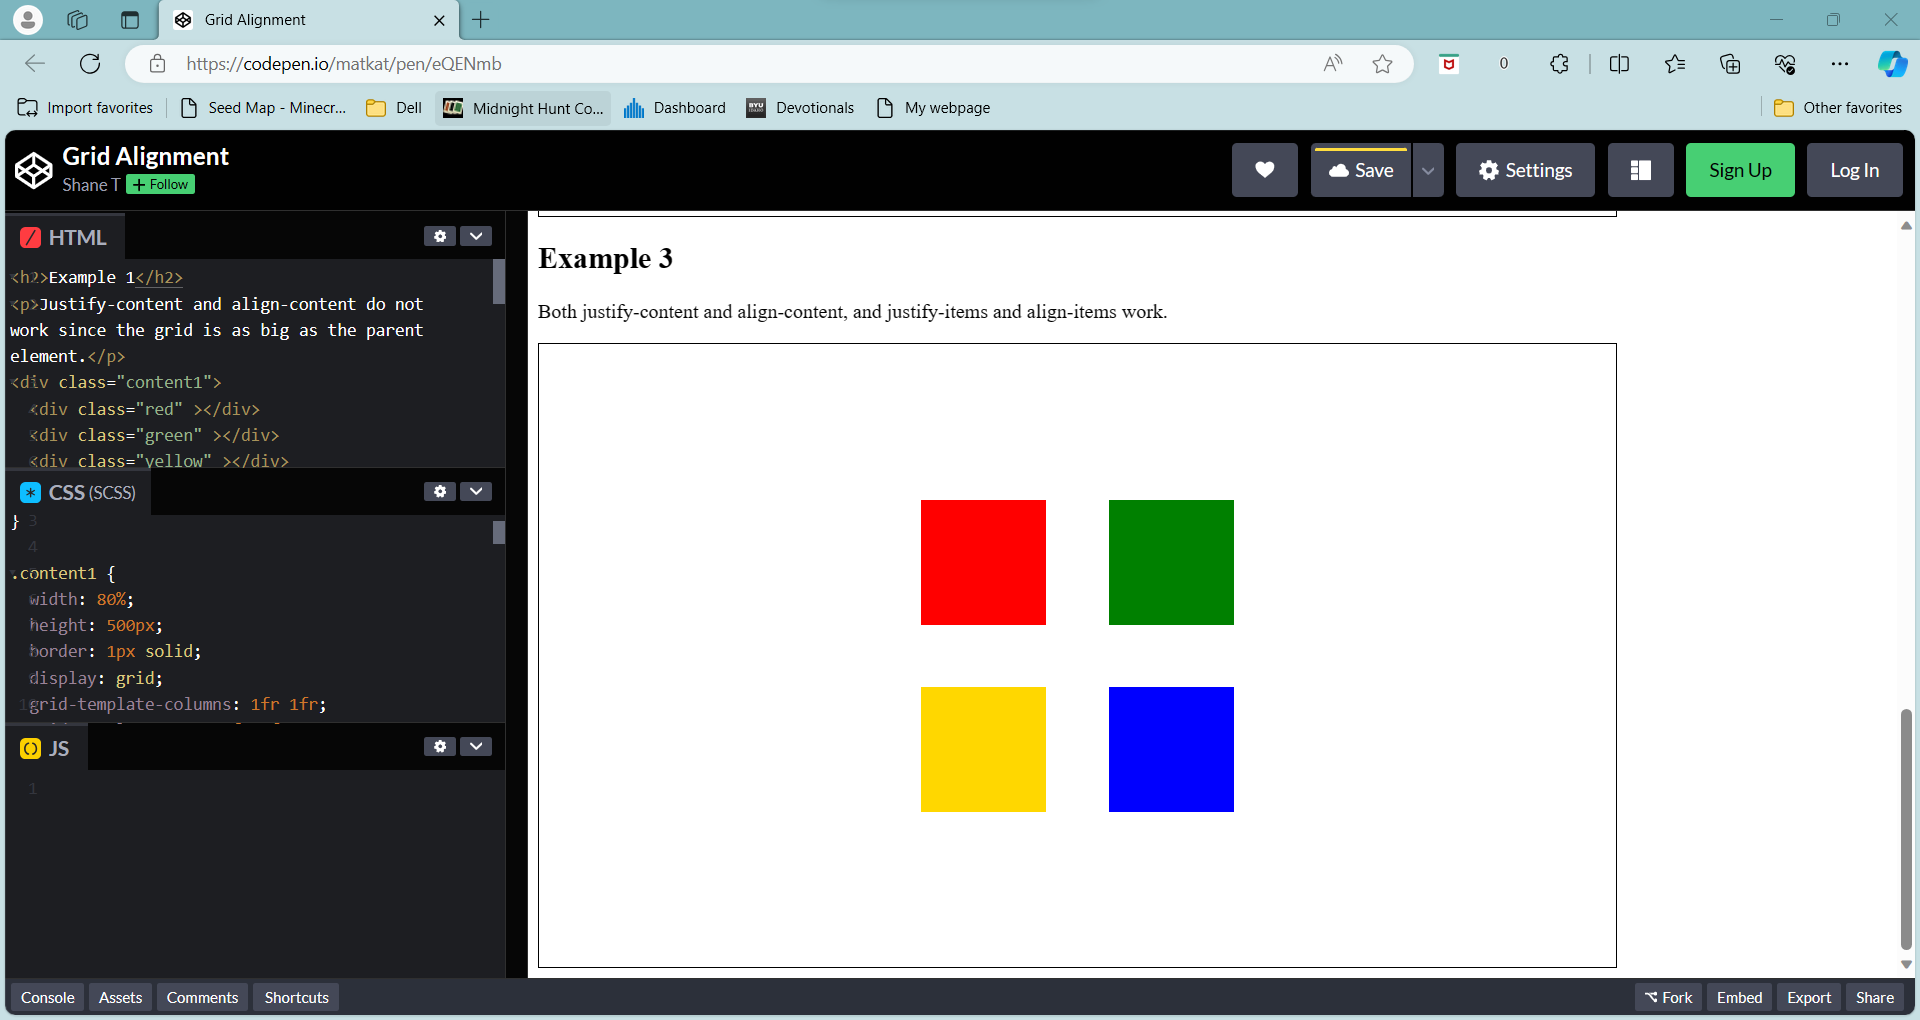 Grid Alignment
https://codepen.io/matkat/pen/eQENmb
A
0
Import favorites
Seed Map - Minecr...
Dell
Midnight Hunt Co...
Dashboard
BYU
Devotionals
My webpage
Other favorites
Grid Alignment
Shane T
+ Follow
Save
Settings
Sign Up
Log In
HTML
<h2>Example 1</h2>
<p>Justify-content and align-content do not
work since the grid is as big as the parent
element.</p>
<div class="content1">
<div class="red" ></div>
<div class="green" ></div>
<div class="yellow" ></div>
CSS (SCSS)
} 3
4
.content1 {
width: 80%;
height: 500px;
border: 1px solid;
display: grid;
grid-template-columns: 1fr 1fr;
JS
1
Example 3
Both justify-content and align-content, and justify-items and align-items work.
Console
Assets
Comments
Shortcuts
Fork
Embed
Export
Share